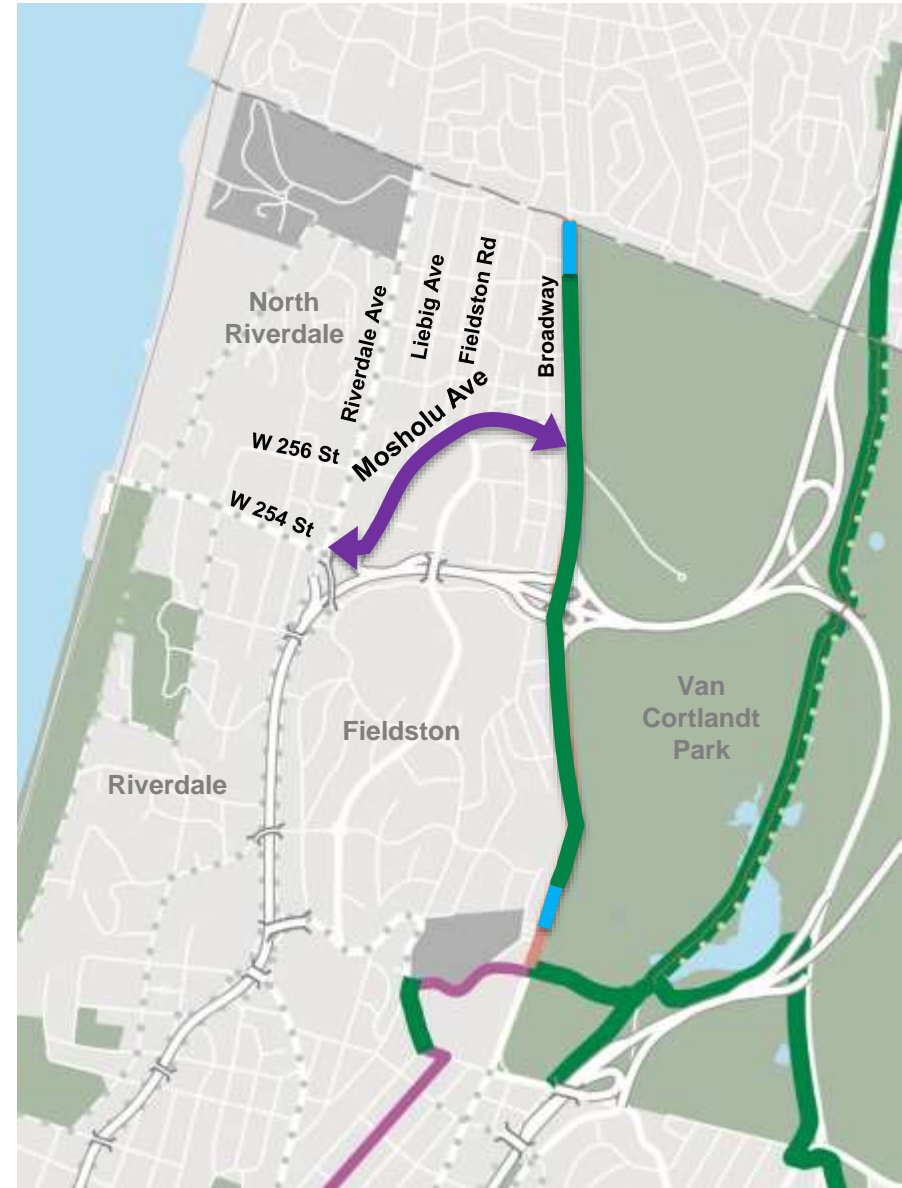 North
Riverdale
Riverdale Ave
Liebig Ave
Fieldston Rd
Broadway
Mosholu Ave
W 256 St
W 254 St
Van
Cortlandt
Park
Fieldston
Riverdale